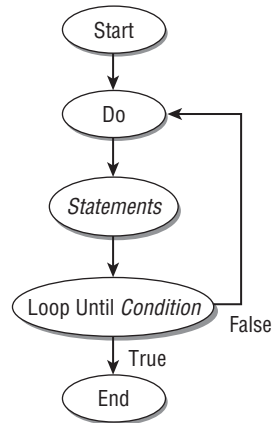 Start
Do
Statements
Loop Until Condition
False
True
End